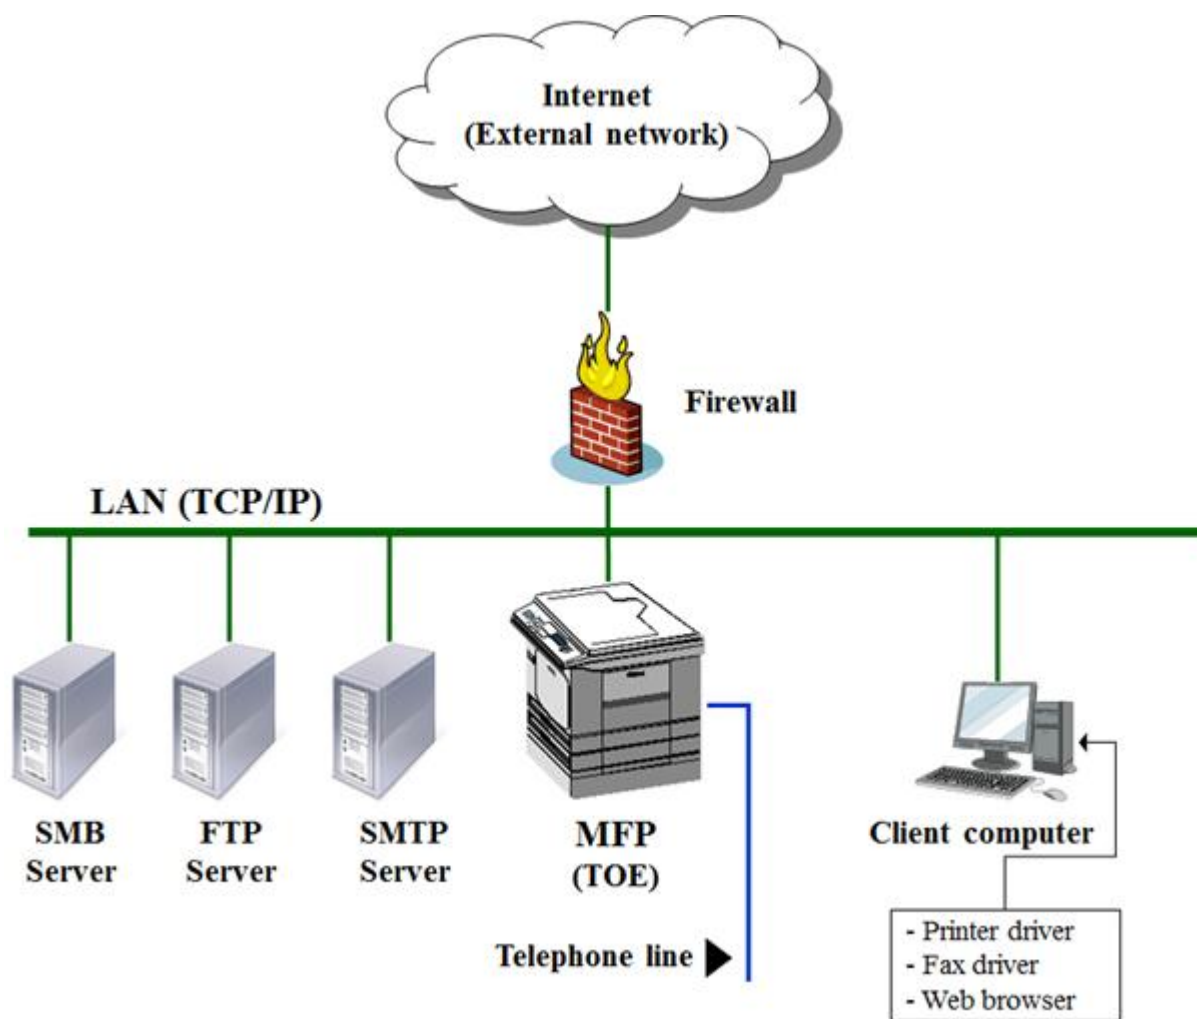 Internet
(External network)
Firewall
LAN (TCP/IP)
SMB
Server
FTP
Server
SMTP
Server
MFP
(TOE)
Client computer
Telephone line
- Printer driver
- Fax driver
- Web browser